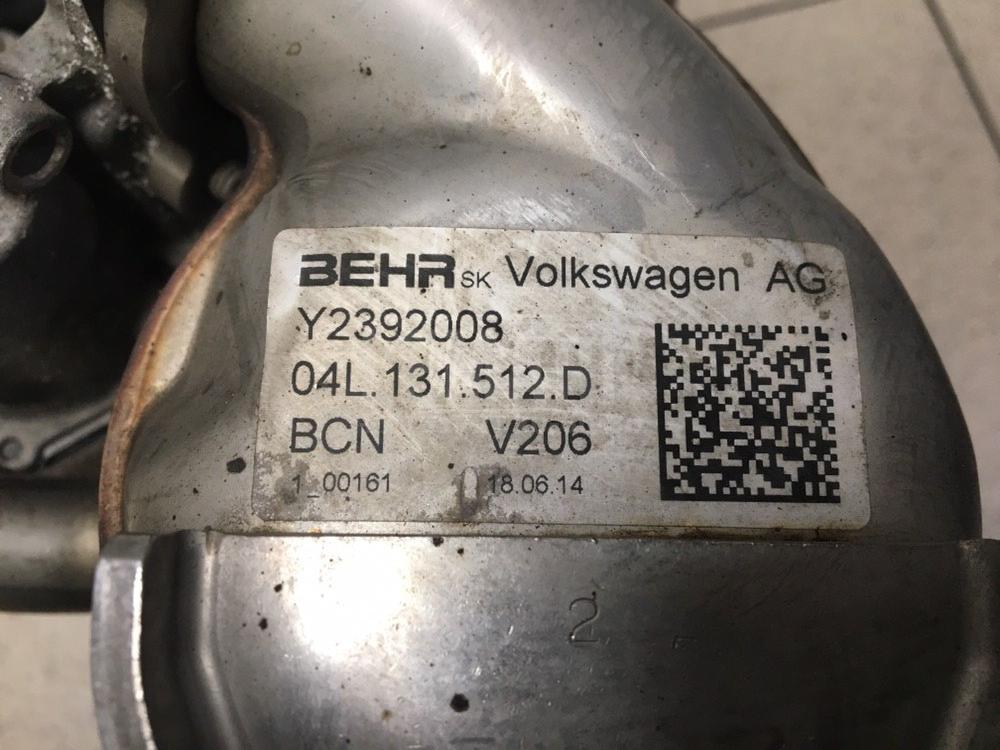 BEHR SK Volkswagen AG
Y2392008
04L.131.512.D
BCN V206
1_00161 18.06.14
2